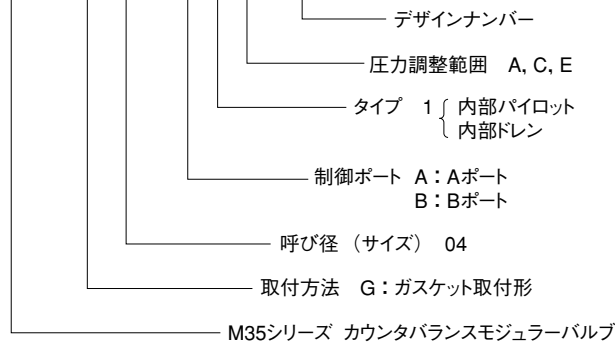 デザインナンバー
圧力調整範囲 A, C, E
タイプ 1 { 内部パイロット
内部ドレン
制御ポート A：Aポート
B：Bポート
呼び径 （サイズ） 04
取付方法 G：ガスケット取付形
M35シリーズ カウンタバランスモジュラーバルブ